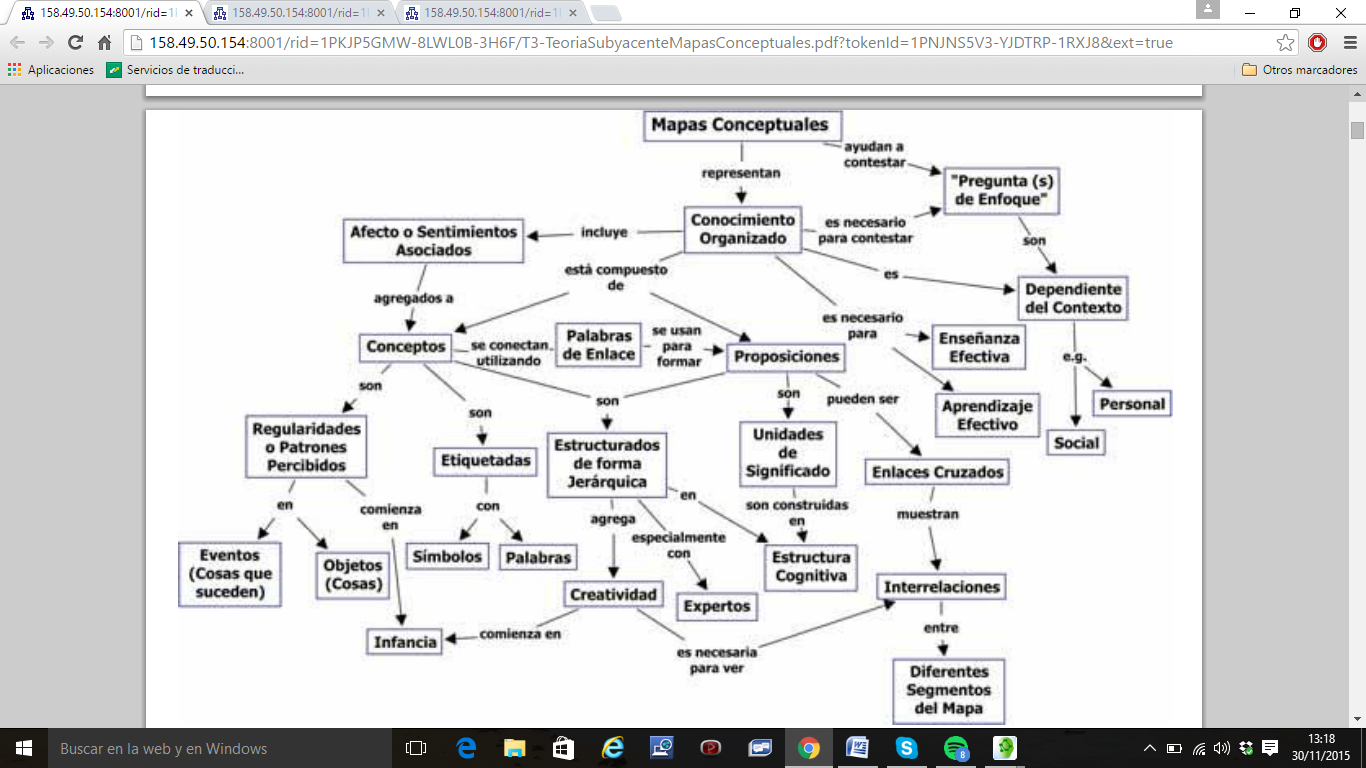 158.49.50.154:8001/rid=1
158.49.50.154:8001/rid=1
158.49.50.154:8001/rid=1
158.49.50.154:8001/rid=1PKJP5GMW-8LWL0B-3H6F/T3-TeoriaSubyacenteMapasConceptuales.pdf?tokenId=1PNJNS5V3-YJDTRP-1RXJ8&ext=true
Aplicaciones
Servicios de traducci...
Otros marcadores
Mapas Conceptuales
ayudan a
contestar
representan
"Pregunta (s)
de Enfoque"
Conocimiento
Organizado
es necesario
para contestar
incluye
Afecto o Sentimientos
Asociados
son
está compuesto
de
es
Dependiente
del Contexto
agregados a
es necesario
para
Conceptos
se conectan
utilizando
Palabras
de Enlace
se usan
para
formar
Proposiciones
Enseñanza
Efectiva
e.g.
son
son
son
son
pueden ser
Aprendizaje
Efectivo
Personal
Social
Regularidades
o Patrones
Percibidos
Etiquetadas
Estructurados
de forma
Jerárquica
Unidades
de
Significado
Enlaces Cruzados
en
comienza
en
con
agrega
en
especialmente
con
son construidas
en
muestran
Eventos
(Cosas que
suceden)
Objetos
(Cosas)
Símbolos
Palabras
Estructura
Cognitiva
Creatividad
Expertos
Interrelaciones
Infancia
comienza en
es necesaria
para ver
entre
Diferentes
Segmentos
del Mapa
Buscar en la web y en Windows
8
13:18
30/11/2015